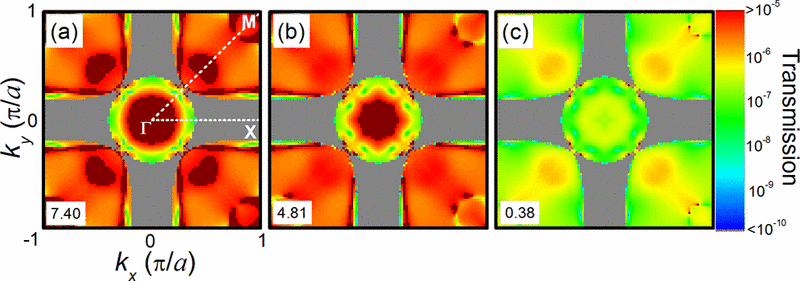 (a)
M
Γ
X
7.40
(b)
4.81
(c)
0.38
1
0
-1
k_y (π/a)
0
1
k_x (π/a)
>10^-5
10^-6
10^-7
10^-8
10^-9
<10^-10
Transmission